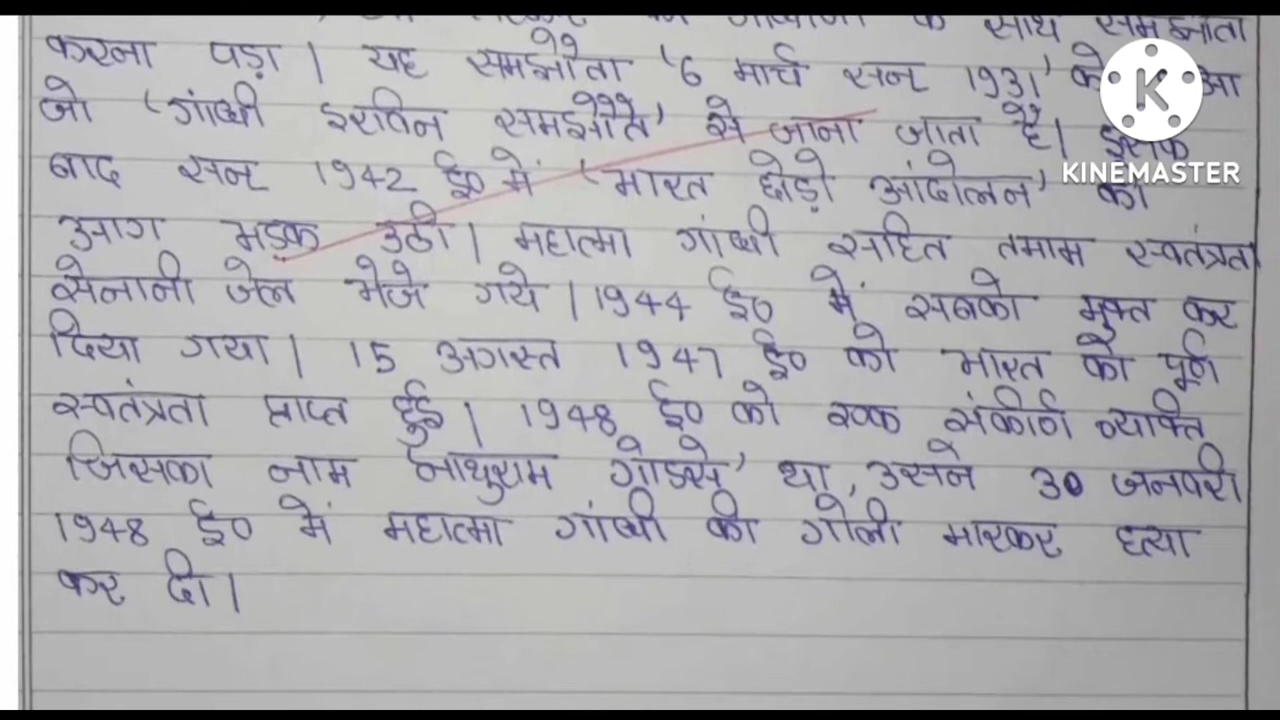 के साथ समझौता
करना पड़ा। यह समझौता '6 मार्च सन् 1931' को
जो 'गांधी इरविन समझौते' से जाना जाता है। इसके
बाद सन् 1942 ई० में 'भारत छोड़ो आंदोलन' की
आग भड़क उठी। महात्मा गांधी सहित तमाम स्वतंत्रता
सेनानी जेल भेजे गये। 1944 ई० में सबको मुक्त कर
दिया गया। 15 अगस्त 1947 ई० को भारत को पूर्ण
स्वतंत्रता प्राप्त हुई। 1948 ई० को एक संकीर्ण व्यक्ति
जिसका नाम 'नाथुराम गोडसे' था, उसने 30 जनवरी
1948 ई० में महात्मा गांधी की गोली मारकर हत्या
कर दी।
K
KINEMASTER